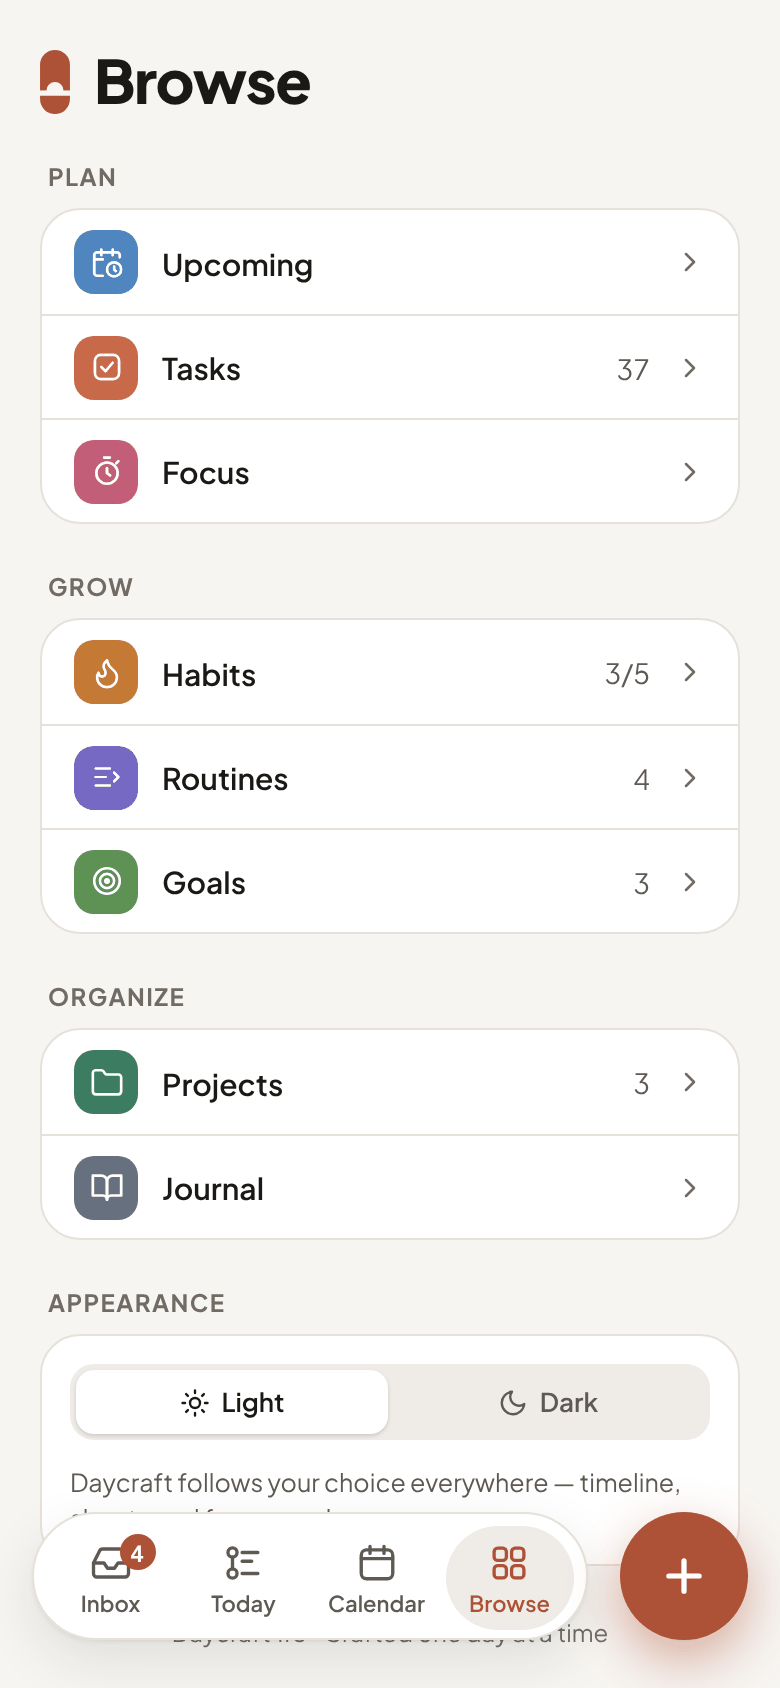 Browse
PLAN
Upcoming
Tasks 37
Focus
GROW
Habits 3/5
Routines 4
Goals 3
ORGANIZE
Projects 3
Journal
APPEARANCE
Light Dark
Daycraft follows your choice everywhere — timeline,
4
Inbox Today Calendar Browse
time